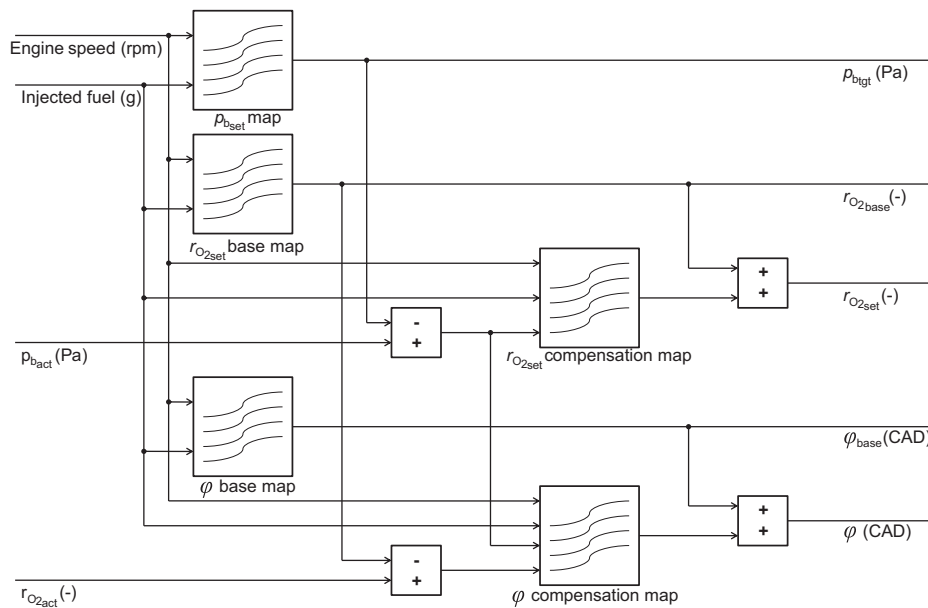 Engine speed (rpm)
Injected fuel (g)
p_bset map
p_btgt (Pa)
r_O2set base map
r_O2base (-)
+
+
r_O2set (-)
-
+
p_bact (Pa)
r_O2set compensation map
φ base map
φ_base (CAD)
+
+
φ (CAD)
-
+
r_O2act (-)
φ compensation map